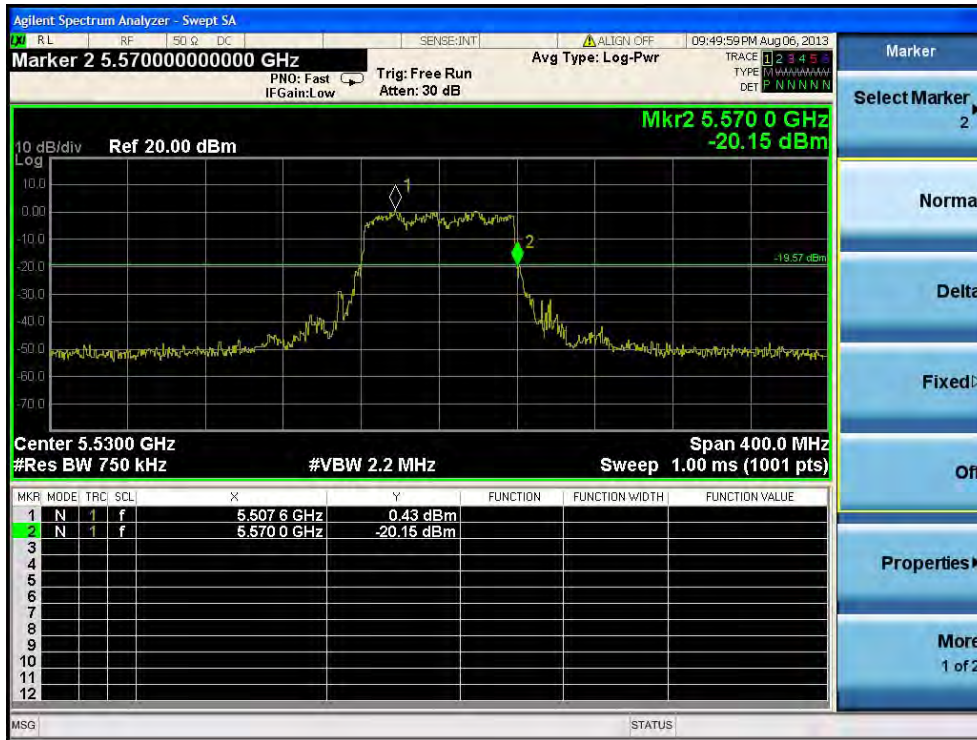 Agilent Spectrum Analyzer - Swept SA
LXI RL RF 50 Ω DC SENSE:INT ALIGN OFF 09:49:59 PM Aug 06, 2013
Marker 2 5.570000000000 GHz
PNO: Fast
IFGain:Low
Trig: Free Run
Atten: 30 dB
Avg Type: Log-Pwr
TRACE 1 2 3 4 5 6
TYPE M WWWWW
DET P N N N N N
Mkr2 5.570 0 GHz
-20.15 dBm
10 dB/div Ref 20.00 dBm
Log
10.0
0.00
-10.0
-20.0
-30.0
-40.0
-50.0
-60.0
-70.0
1
2
-19.57 dBm
Center 5.5300 GHz Span 400.0 MHz
#Res BW 750 kHz #VBW 2.2 MHz Sweep 1.00 ms (1001 pts)
MKR MODE TRC SCL X Y FUNCTION FUNCTION WIDTH FUNCTION VALUE
1 N 1 f 5.507 6 GHz 0.43 dBm
2 N 1 f 5.570 0 GHz -20.15 dBm
3
4
5
6
7
8
9
10
11
12
MSG STATUS
Marker
Select Marker
2
Norma
Delta
Fixed
Off
Properties
More
1 of 2